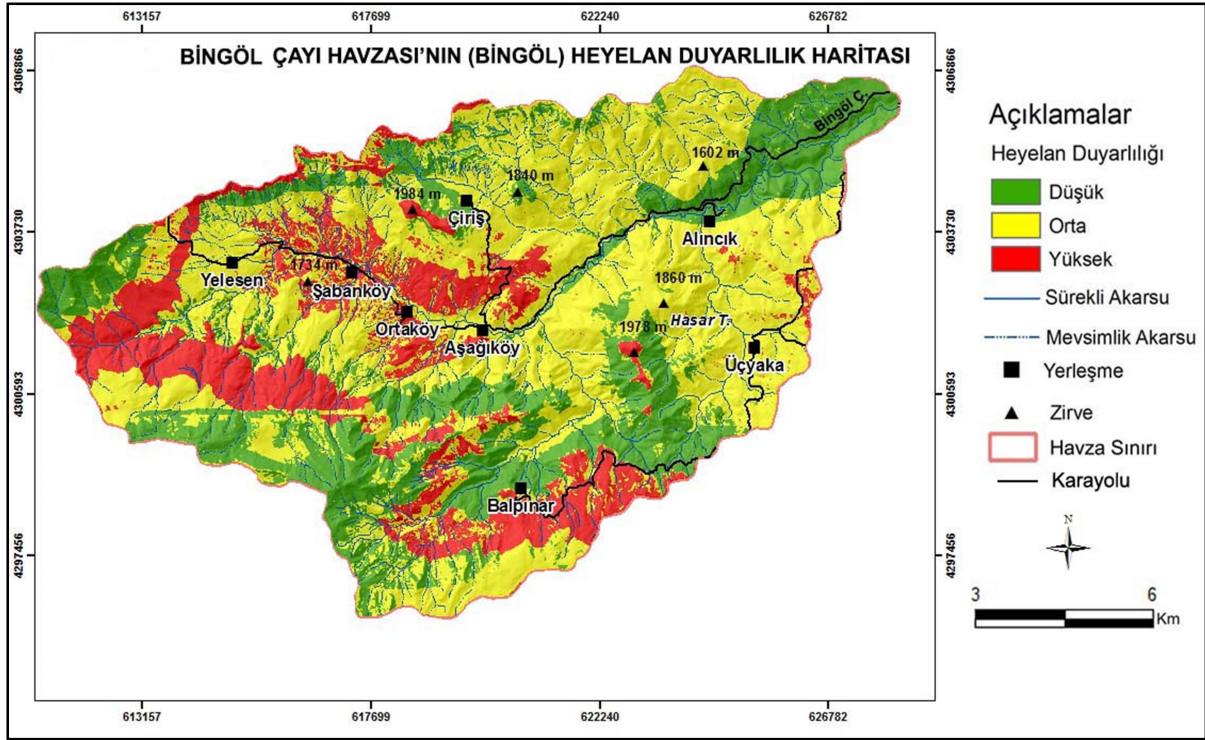 613157 617699 622240 626782
BİNGÖL ÇAYI HAVZASI'NIN (BİNGÖL) HEYELAN DUYARLILIK HARİTASI
4306866 4306866
Bingöl Ç.
1602 m
1840 m
1984 m
Çiriş
4303730 4303730
Alıncık
Yelesen
1714 m
Şabanköy
1860 m
Hasar T.
Ortaköy
Aşağıköy
1978 m
Üçyaka
4300593 4300593
Balpınar
4297456 4297456
613157 617699 622240 626782
Açıklamalar
Heyelan Duyarlılığı
Düşük
Orta
Yüksek
Sürekli Akarsu
Mevsimlik Akarsu
Yerleşme
Zirve
Havza Sınırı
Karayolu
N
3 6
Km